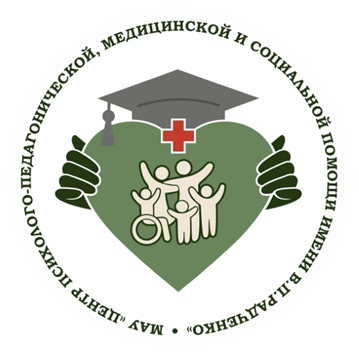 МАУ "ЦЕНТР ПСИХОЛОГО-ПЕДАГОГИЧЕСКОЙ, МЕДИЦИНСКОЙ И СОЦИАЛЬНОЙ ПОМОЩИ ИМЕНИ В.П.РАДЧЕНКО" •